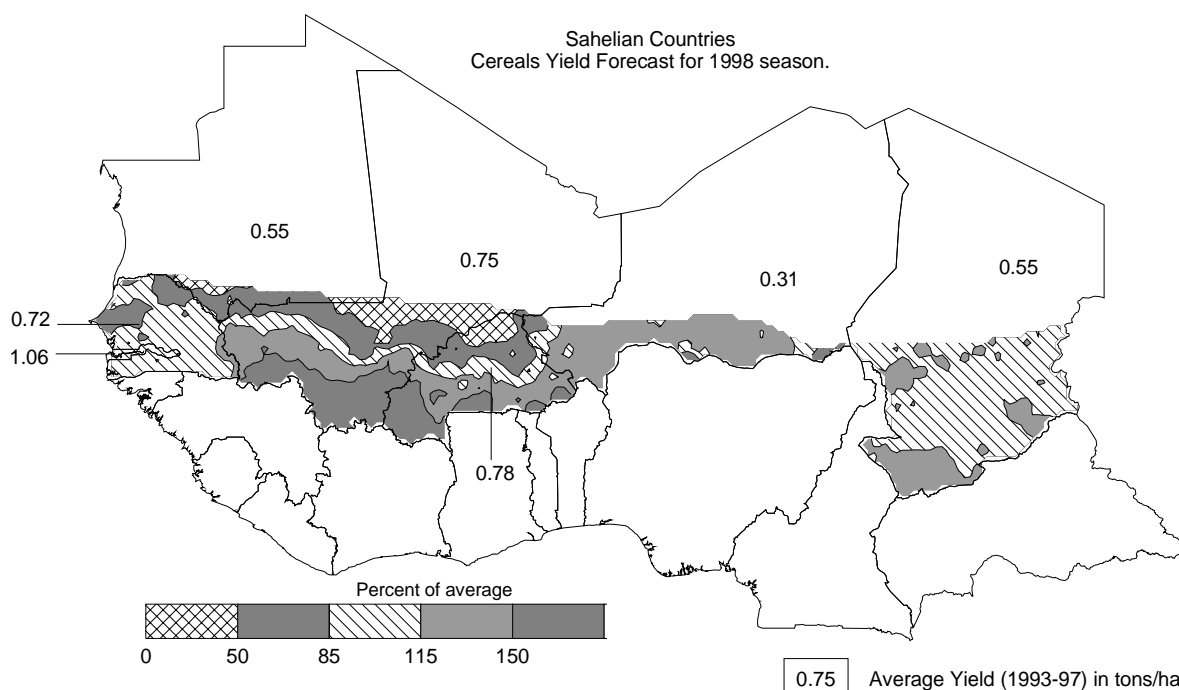 Sahelian Countries
Cereals Yield Forecast for 1998 season.
0.55
0.75
0.31
0.55
0.72
1.06
0.78
Percent of average
0 50 85 115 150
0.75 Average Yield (1993-97) in tons/ha